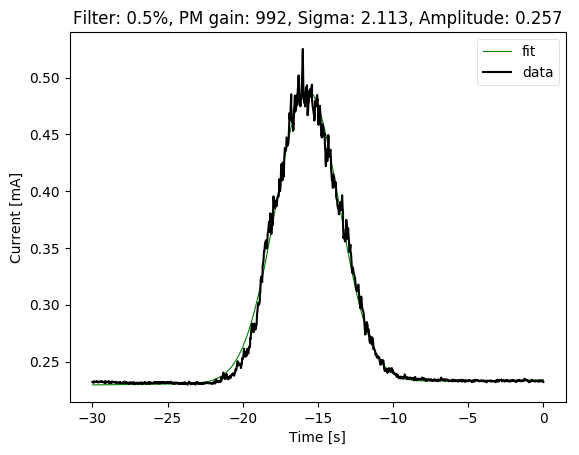 Filter: 0.5%, PM gain: 992, Sigma: 2.113, Amplitude: 0.257
fit
data
0.50
0.45
0.40
0.35
0.30
0.25
Current [mA]
−30
−25
−20
−15
−10
−5
0
Time [s]